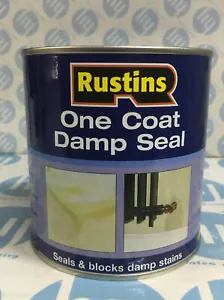 Rustins
One Coat
Damp Seal
Seals & blocks damp stains